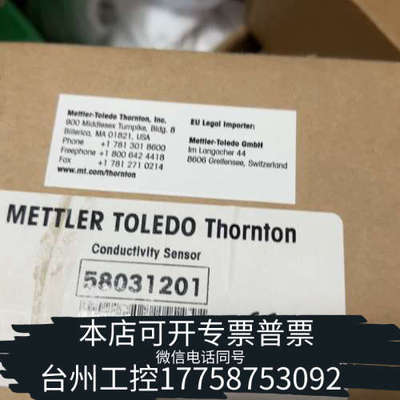 Mettler-Toledo Thornton, Inc.
900 Middlesex Turnpike, Bldg. 8
Billerica, MA 01821, USA
Phone +1 781 301 8600
Freephone +1 800 642 4418
Fax +1 781 271 0214
www.mt.com/thornton
EU Legal Importer:
Mettler-Toledo GmbH
Im Langacher 44
8606 Greifensee, Switzerland
METTLER TOLEDO Thornton
Conductivity Sensor
58031201
本店可开专票普票
微信电话同号
台州工控17758753092